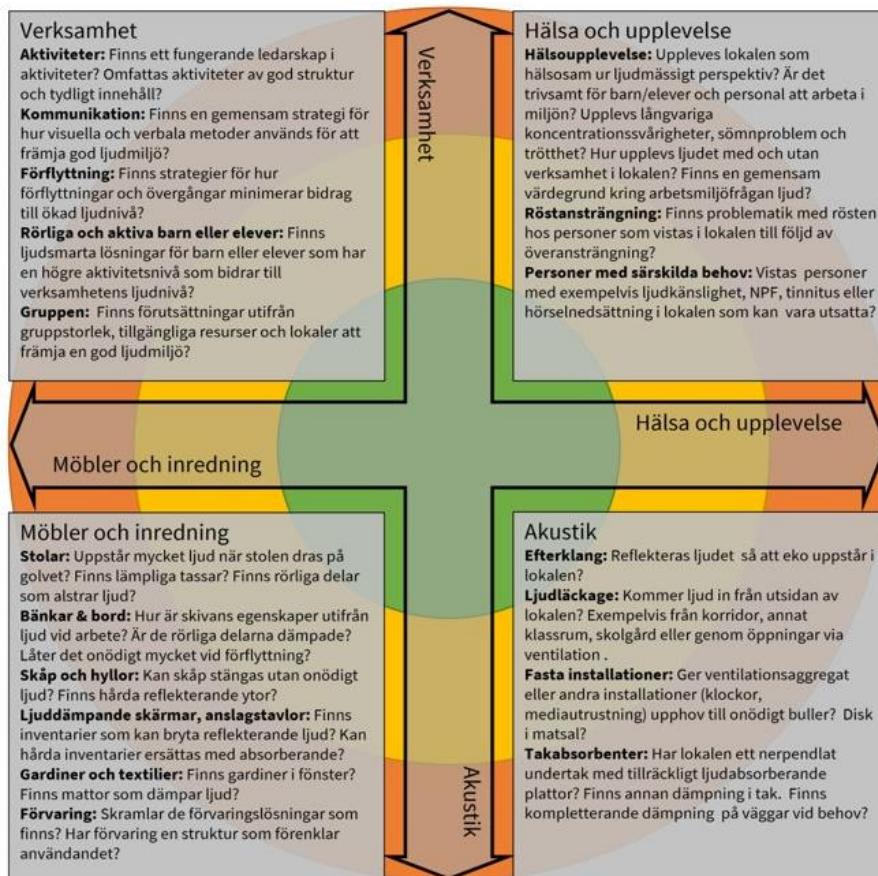 Verksamhet
Aktiviteter: Finns ett fungerande ledarskap i
aktiviteter? Omfattas aktiviteter av god struktur
och tydligt innehåll?
Kommunikation: Finns en gemensam strategi för
hur visuella och verbala metoder används för att
främja god ljudmiljö?
Förflyttning: Finns strategier för hur
förflyttningar och övergångar minimerar bidrag
till ökad ljudnivå?
Rörliga och aktiva barn eller elever: Finns
ljudsmarta lösningar för barn eller elever som har
en högre aktivitetsnivå som bidrar till
verksamhetens ljudnivå?
Gruppen: Finns förutsättningar utifrån
gruppstorlek, tillgängliga resurser och lokaler att
främja en god ljudmiljö?
Verksamhet
Hälsa och upplevelse
Hälsoupplevelse: Uppleves lokalen som
hälsosam ur ljudmässigt perspektiv? Är det
trivsamt för barn/elever och personal att arbeta i
miljön? Upplevs långvariga
koncentrationssvårigheter, sömnproblem och
trötthet? Hur upplevs ljudet med och utan
verksamhet i lokalen? Finns en gemensam
värdegrund kring arbetsmiljöfrågan ljud?
Röstansträngning: Finns problematik med rösten
hos personer som vistas i lokalen till följd av
överansträngning?
Personer med särskilda behov: Vistas personer
med exempelvis ljudkänslighet, NPF, tinnitus eller
hörselnedsättning i lokalen som kan vara utsatta?
Hälsa och upplevelse
Möbler och inredning
Möbler och inredning
Stolar: Uppstår mycket ljud när stolen dras på
golvet? Finns lämpliga tassar? Finns rörliga delar
som alstrar ljud?
Bänkar & bord: Hur är skivans egenskaper utifrån
ljud vid arbete? Är de rörliga delarna dämpade?
Låter det onödigt mycket vid förflyttning?
Skåp och hyllor: Kan skåp stängas utan onödigt
ljud? Finns hårda reflekterande ytor?
Ljuddämpande skärmar, anslagstavlor: Finns
inventarier som kan bryta reflekterande ljud? Kan
hårda inventarier ersättas med absorberande?
Gardiner och textilier: Finns gardiner i fönster?
Finns mattor som dämpar ljud?
Förvaring: Skramlar de förvaringslösningar som
finns? Har förvaring en struktur som förenklar
användandet?
Akustik
Akustik
Efterklang: Reflekteras ljudet så att eko uppstår i
lokalen?
Ljudläckage: Kommer ljud in från utsidan av
lokalen? Exempelvis från korridor, annat
klassrum, skolgård eller genom öppningar via
ventilation .
Fasta installationer: Ger ventilationsaggregat
eller andra installationer (klockor,
mediautrustning) upphov till onödigt buller? Disk
i matsal?
Takabsorbenter: Har lokalen ett nerpendlat
undertak med tillräckligt ljudabsorberande
plattor? Finns annan dämpning i tak. Finns
kompletterande dämpning på väggar vid behov?